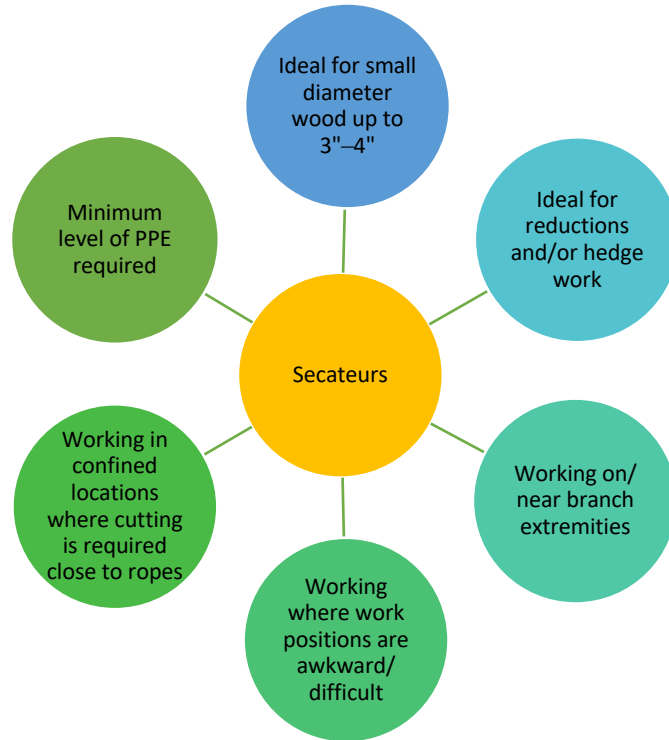 Ideal for small
diameter
wood up to
3"–4"
Ideal for
reductions
and/or hedge
work
Working on/
near branch
extremities
Working
where work
positions are
awkward/
difficult
Working in
confined
locations
where cutting
is required
close to ropes
Minimum
level of PPE
required
Secateurs